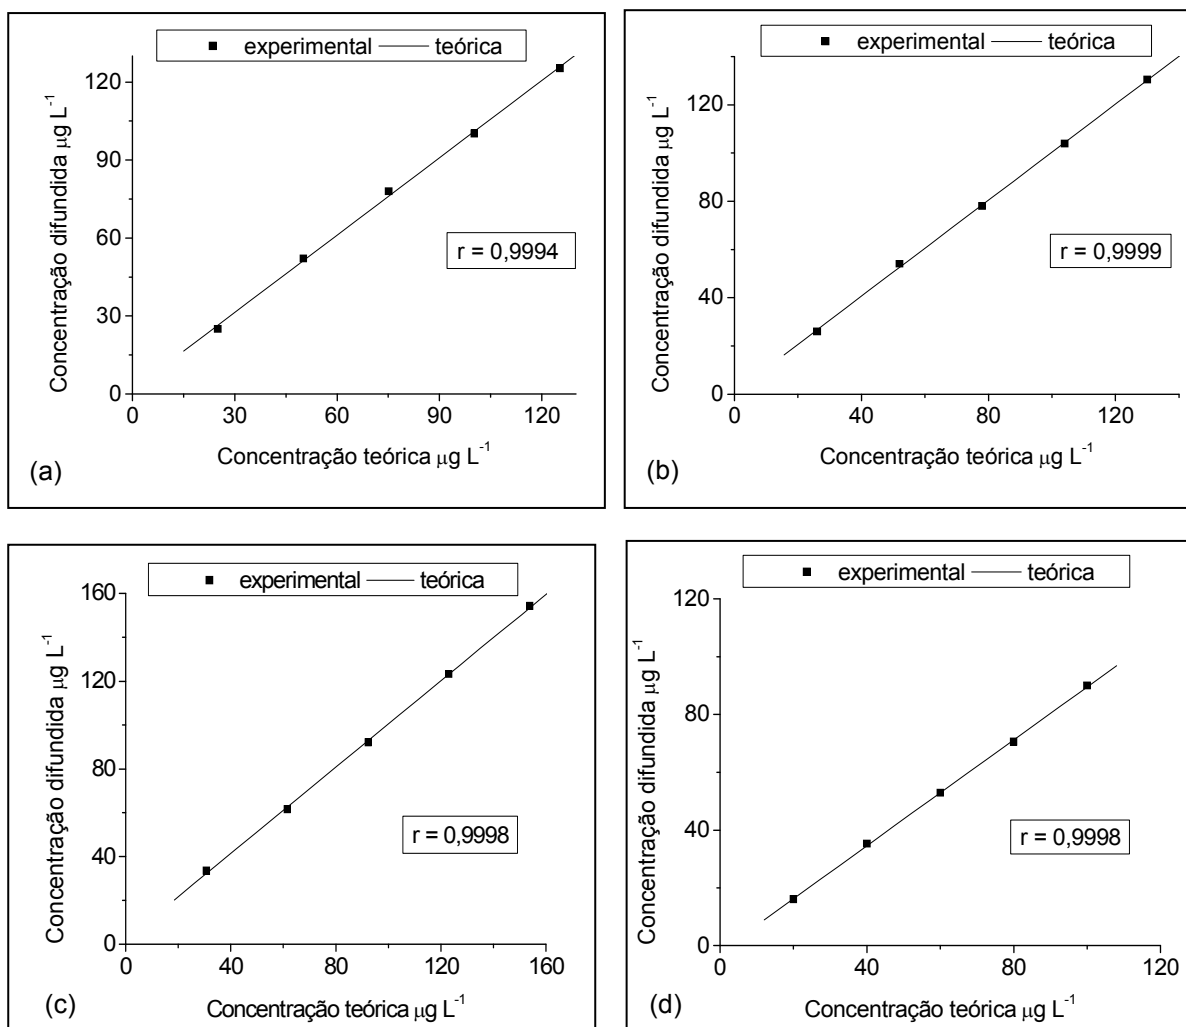 experimental teórica
Concentração difundida μg L⁻¹
120
90
60
30
0
r = 0,9994
0 30 60 90 120
Concentração teórica μg L⁻¹
(a)
experimental teórica
Concentração difundida μg L⁻¹
120
80
40
0
r = 0,9999
0 40 80 120
Concentração teórica μg L⁻¹
(b)
experimental teórica
Concentração difundida μg L⁻¹
160
120
80
40
0
r = 0,9998
0 40 80 120 160
Concentração teórica μg L⁻¹
(c)
experimental teórica
Concentração difundida μg L⁻¹
120
80
40
0
r = 0,9998
0 40 80 120
Concentração teórica μg L⁻¹
(d)